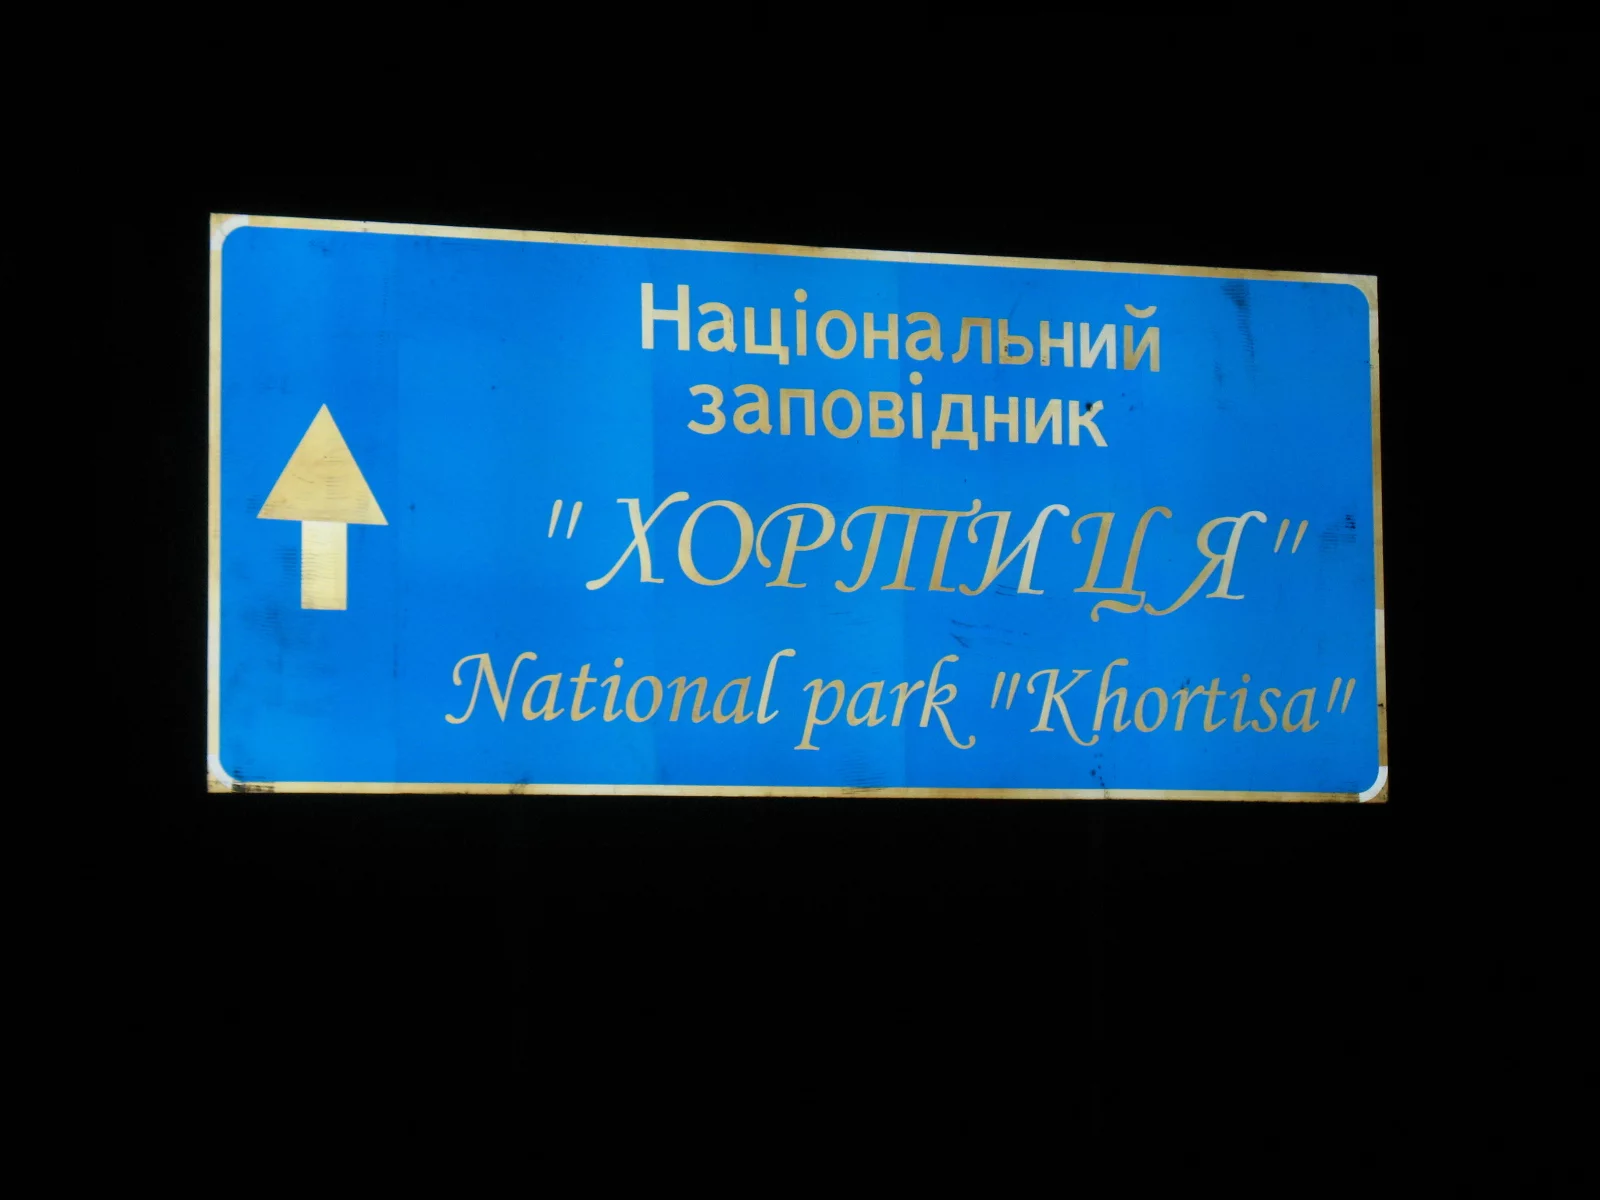 Національний
заповідник
"ХОРТИЦЯ"
National park "Khortisa"